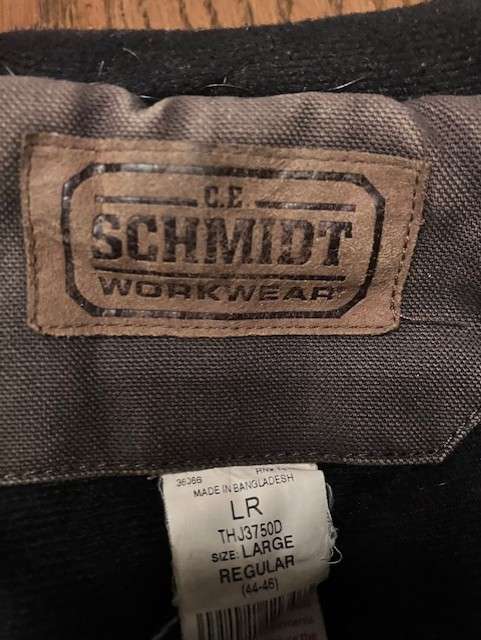 C.E.
SCHMIDT
WORKWEAR
MADE IN BANGLADESH
LR
THJ3750D
SIZE: LARGE
REGULAR
(44-46)